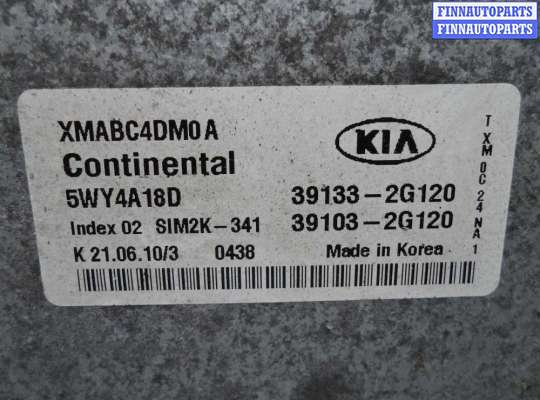 FINNAUTOPARTS
FINNAUTOPARTS
XMABC4DM0A
KIA
Continental
5WY4A18D
39133-2G120
Index 02 SIM2K-341
39103-2G120
K 21.06.10/3 0438
Made in Korea
T XM 0C 24 NA 1